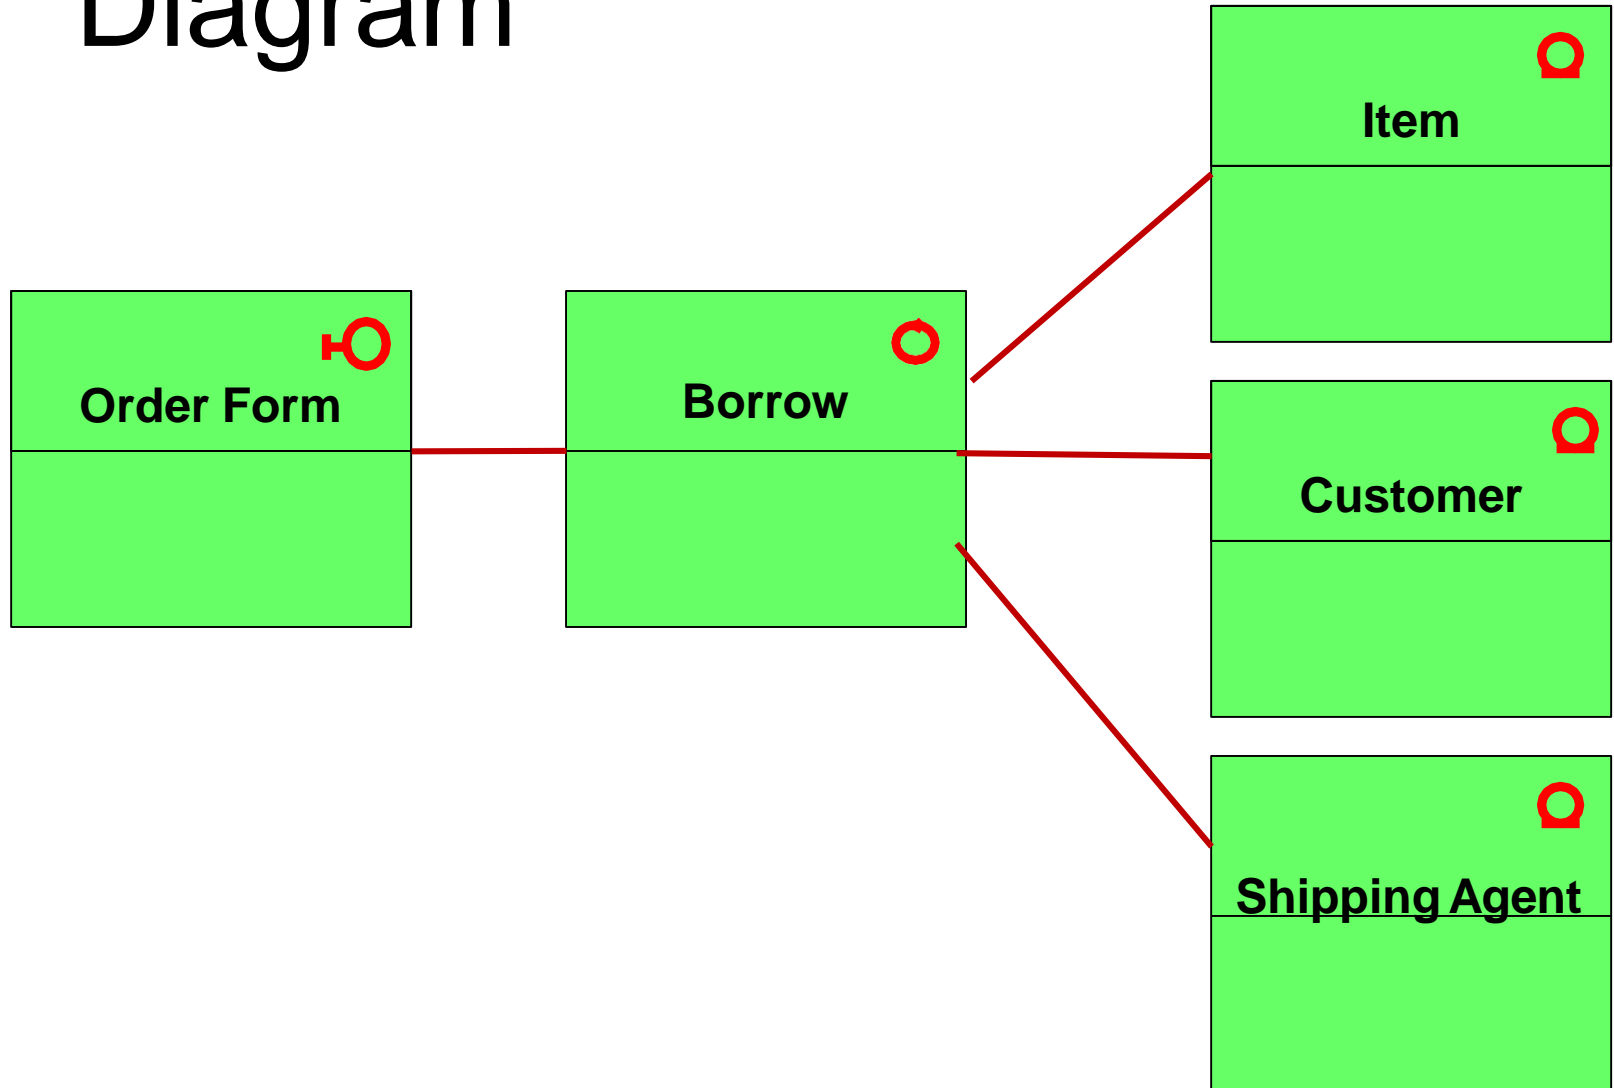 Diagram
Item
Order Form
Borrow
Customer
Shipping Agent